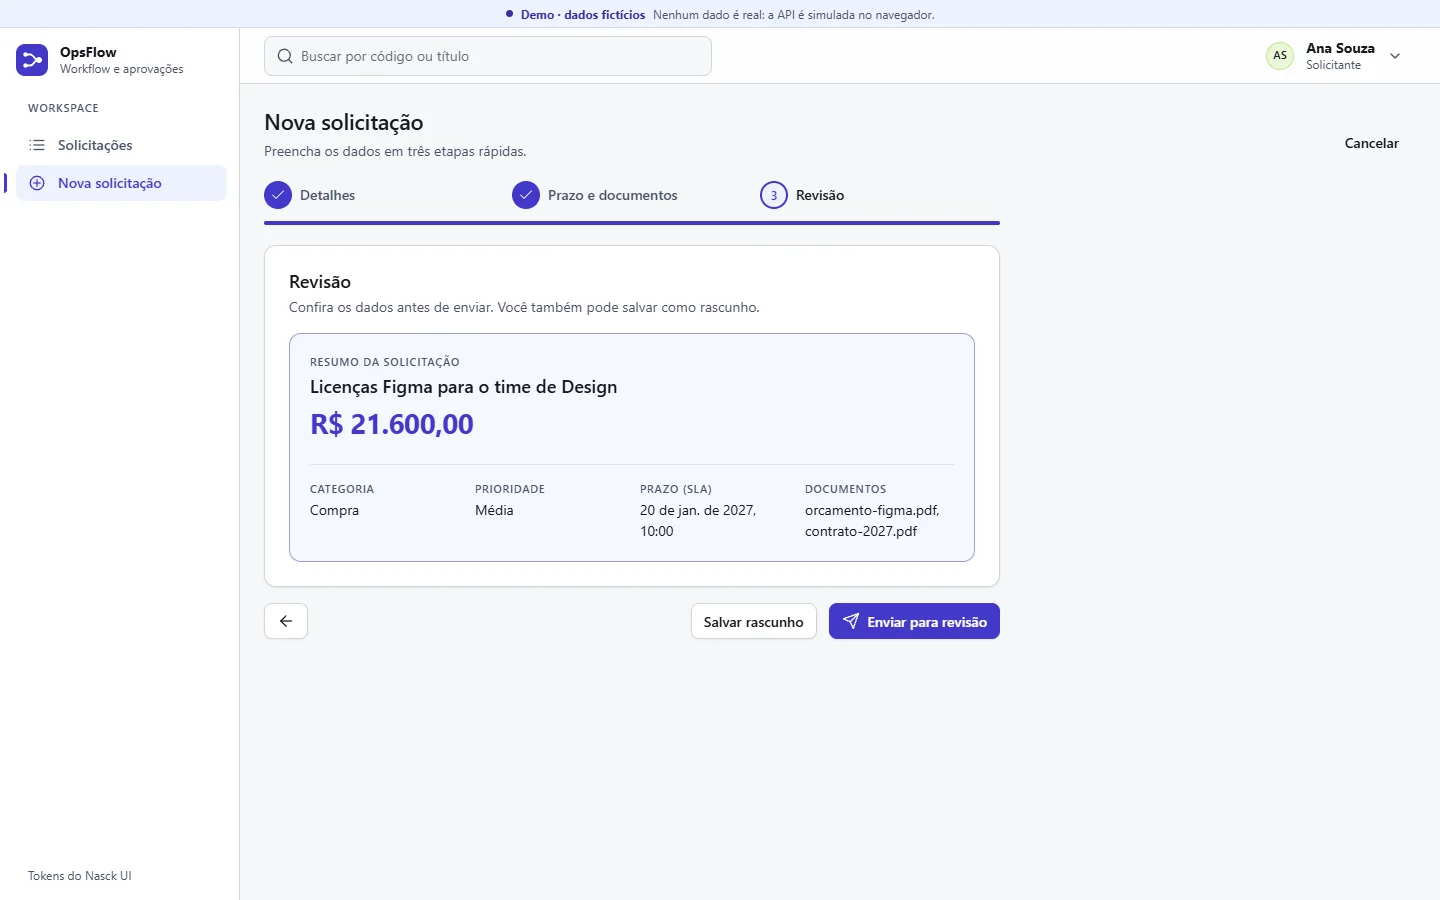 Demo · dados fictícios Nenhum dado é real: a API é simulada no navegador.
OpsFlow
Workflow e aprovações
WORKSPACE
Solicitações
Nova solicitação
Tokens do Nasck UI
Buscar por código ou título
AS
Ana Souza
Solicitante
Nova solicitação
Preencha os dados em três etapas rápidas.
Cancelar
Detalhes
Prazo e documentos
3 Revisão
Revisão
Confira os dados antes de enviar. Você também pode salvar como rascunho.
RESUMO DA SOLICITAÇÃO
Licenças Figma para o time de Design
R$ 21.600,00
CATEGORIA
Compra
PRIORIDADE
Média
PRAZO (SLA)
20 de jan. de 2027,
10:00
DOCUMENTOS
orcamento-figma.pdf,
contrato-2027.pdf
Salvar rascunho
Enviar para revisão